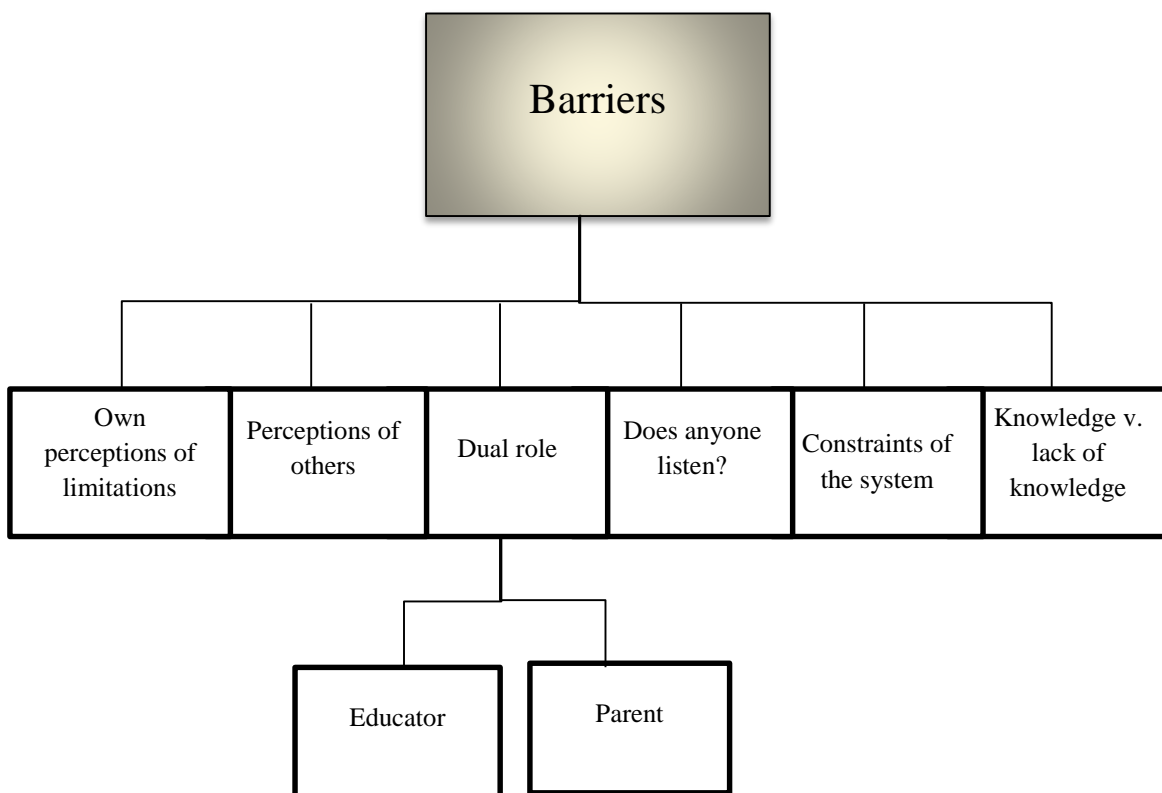 Barriers
Own
perceptions of
limitations
Perceptions of
others
Dual role
Does anyone
listen?
Constraints of
the system
Knowledge v.
lack of
knowledge
Educator
Parent